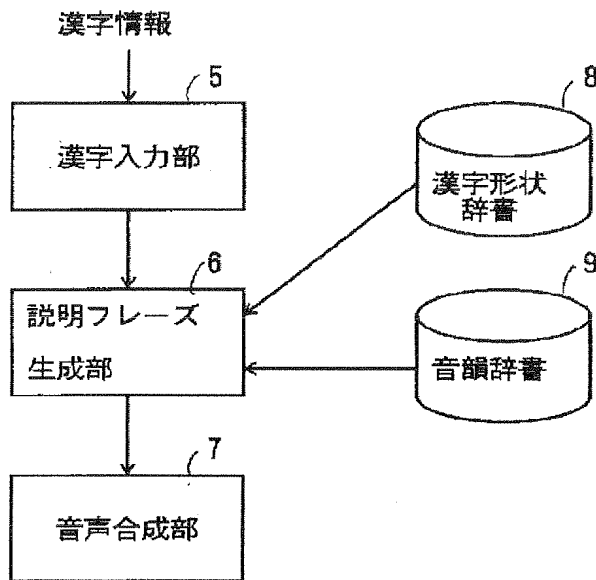 漢字情報
5
漢字入力部
8
漢字形状
辞書
6
説明フレーズ
生成部
9
音韻辞書
7
音声合成部